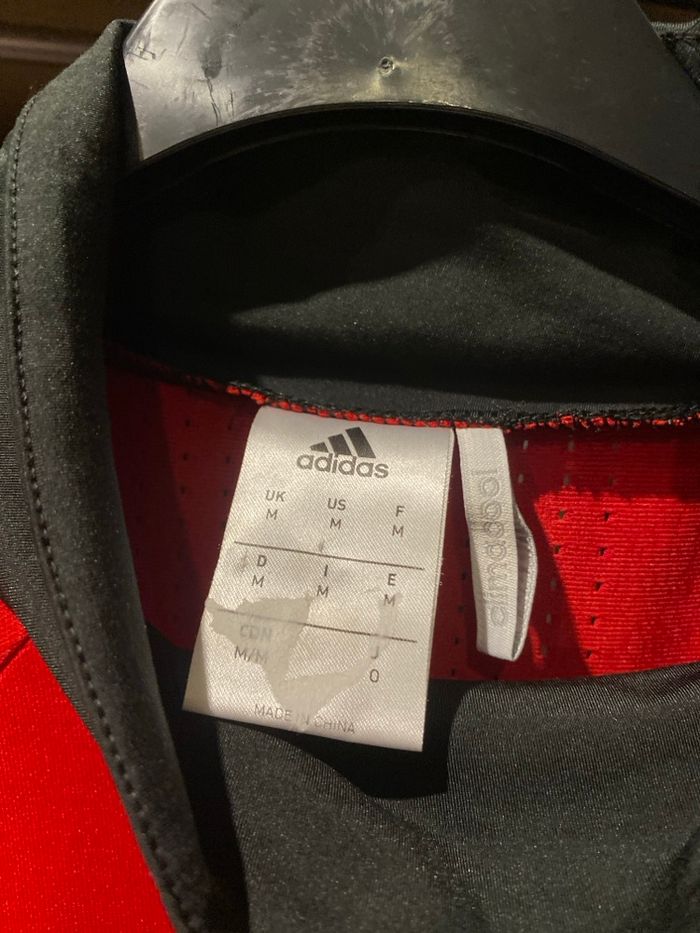 adidas
UK US F
M M M
D I E
M M M
CDN J
M/M O
MADE IN CHINA
climacool